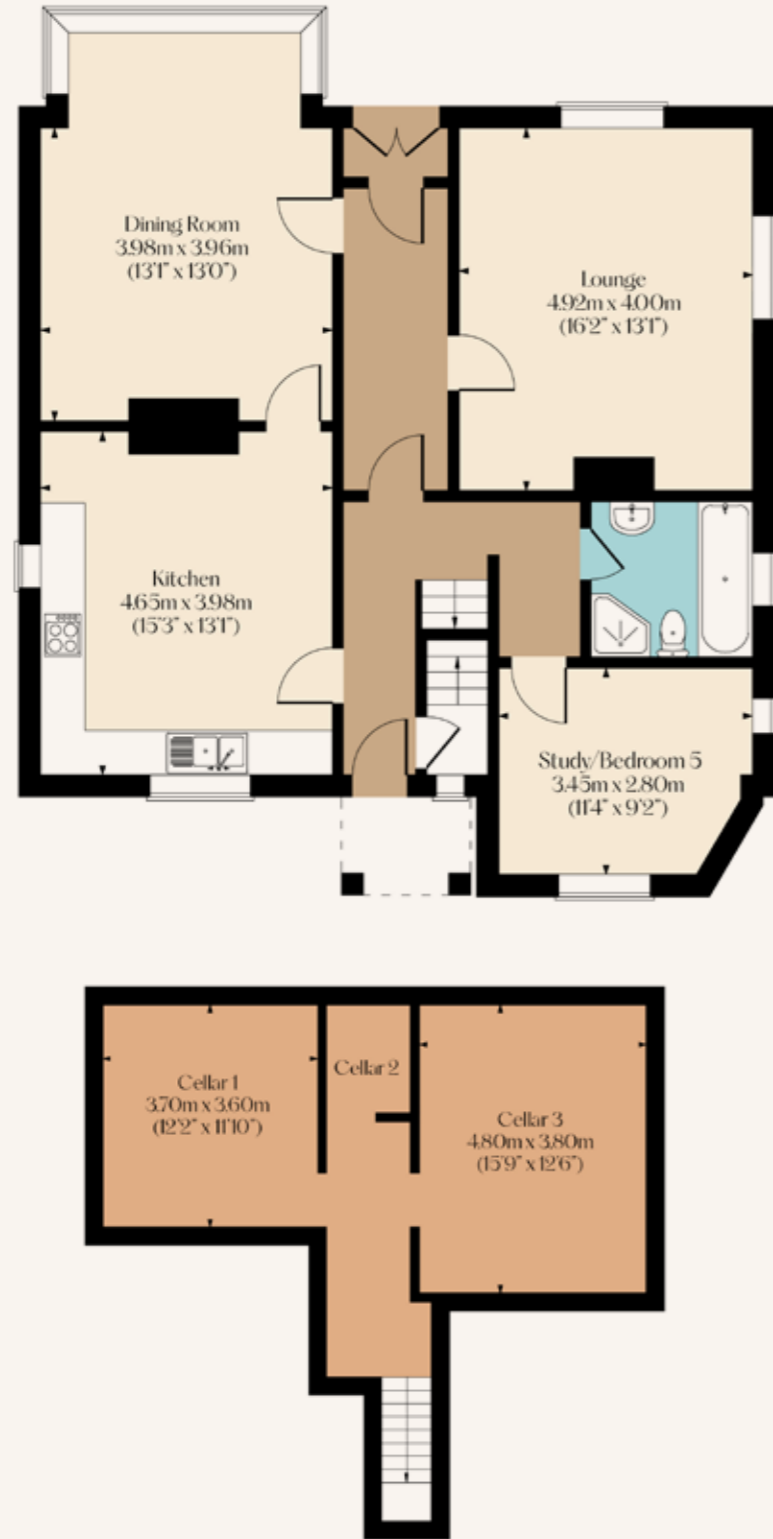 Dining Room
3.98m x 3.96m
(13'1" x 13'0")
Lounge
4.92m x 4.00m
(16'2" x 13'1")
Kitchen
4.65m x 3.98m
(15'3" x 13'1")
Study/Bedroom 5
3.45m x 2.80m
(11'4" x 9'2")
Cellar 1
3.70m x 3.60m
(12'2" x 11'10")
Cellar 2
Cellar 3
4.80m x 3.80m
(15'9" x 12'6")